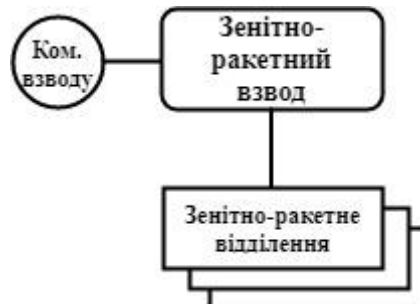 Ком.
взводу
Зенітно-
ракетний
взвод
Зенітно-ракетне
відділення